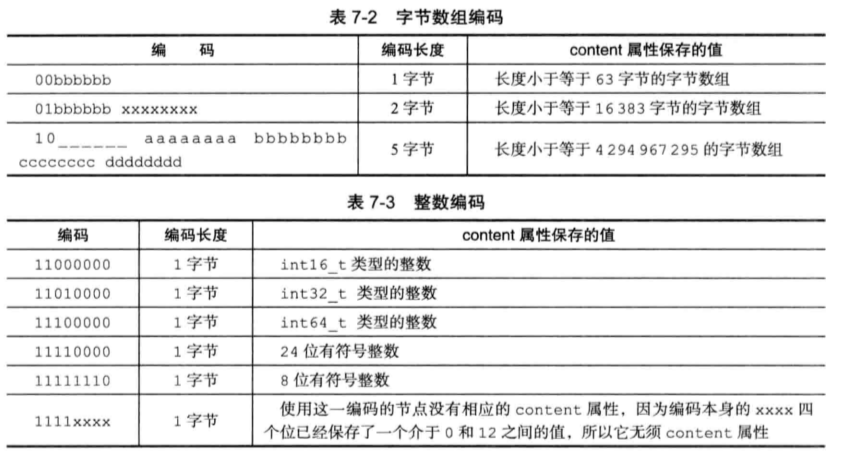 表 7-2 字节数组编码
编 码 编码长度 content 属性保存的值
00bbbbbb 1 字节 长度小于等于 63 字节的字节数组
01bbbbbb xxxxxxxx 2 字节 长度小于等于 16 383 字节的字节数组
10______ aaaaaaaa bbbbbbbb
cccccccc dddddddd 5 字节 长度小于等于 4 294 967 295 的字节数组
表 7-3 整数编码
编码 编码长度 content 属性保存的值
11000000 1 字节 int16_t 类型的整数
11010000 1 字节 int32_t 类型的整数
11100000 1 字节 int64_t 类型的整数
11110000 1 字节 24 位有符号整数
11111110 1 字节 8 位有符号整数
1111xxxx 1 字节 使用这一编码的节点没有相应的 content 属性，因为编码本身的 xxxx 四
个位已经保存了一个介于 0 和 12 之间的值，所以它无须 content 属性